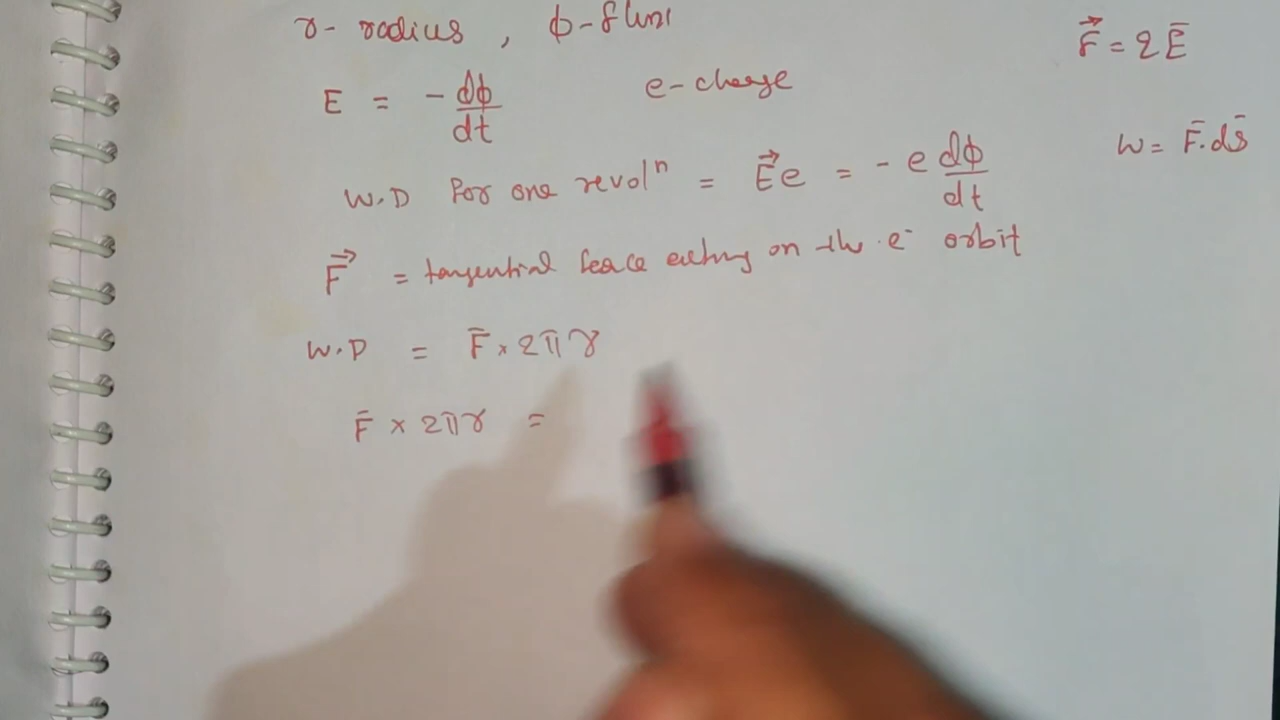 r - radius , ϕ - flux
F⃗ = qĒ
E = - dϕ/dt e - charge
W = F̄.ds̄
W.D For one revolⁿ = E⃗e = - e dϕ/dt
F⃗ = tangential force acting on the e⁻ orbit
W.D = F̄ × 2πr
F̄ × 2πr =